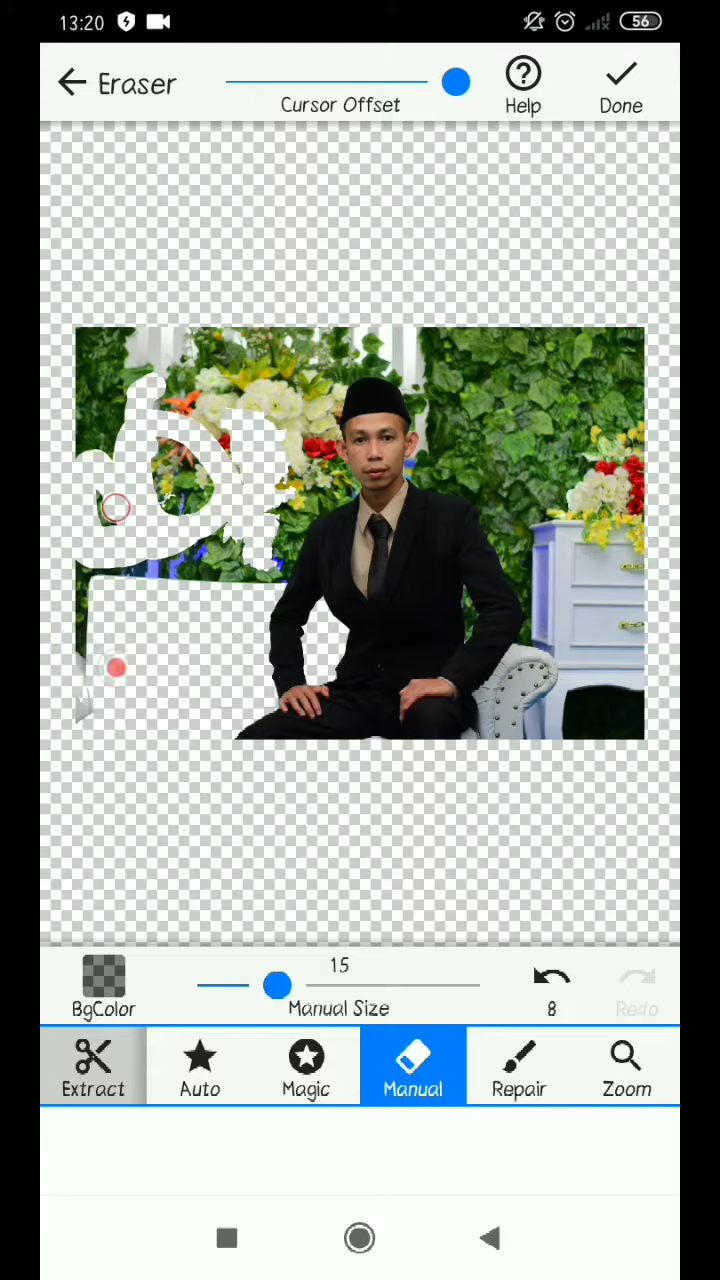 13:20 56
Eraser
Cursor Offset
Help
Done
15
BgColor
Manual Size
8
Redo
Extract
Auto
Magic
Manual
Repair
Zoom